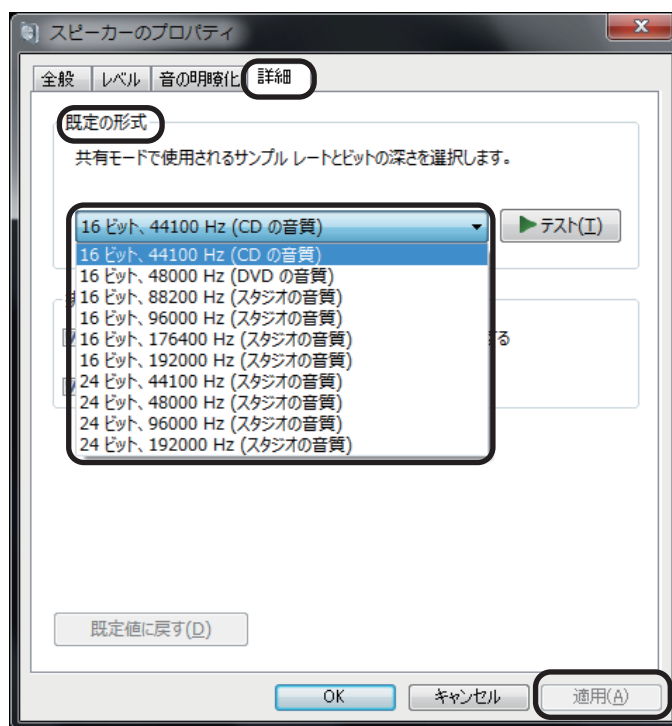 スピーカーのプロパティ
全般 レベル 音の明瞭化 詳細
既定の形式
共有モードで使用されるサンプル レートとビットの深さを選択します。
16 ビット、44100 Hz (CD の音質) テスト(T)
16 ビット、44100 Hz (CD の音質)
16 ビット、48000 Hz (DVD の音質)
16 ビット、88200 Hz (スタジオの音質)
16 ビット、96000 Hz (スタジオの音質)
16 ビット、176400 Hz (スタジオの音質)
する
16 ビット、192000 Hz (スタジオの音質)
24 ビット、44100 Hz (スタジオの音質)
24 ビット、48000 Hz (スタジオの音質)
24 ビット、96000 Hz (スタジオの音質)
24 ビット、192000 Hz (スタジオの音質)
既定値に戻す(D)
OK キャンセル 適用(A)